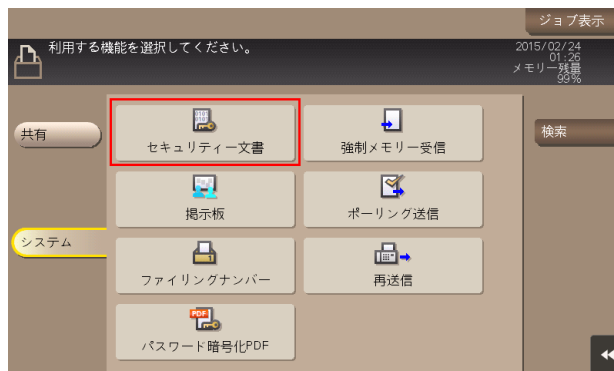 ジョブ表示
利用する機能を選択してください。
2015/02/24
01:26
メモリー残量
99%
共有
システム
セキュリティー文書
強制メモリー受信
掲示板
ポーリング送信
ファイリングナンバー
再送信
PDF
パスワード暗号化PDF
検索